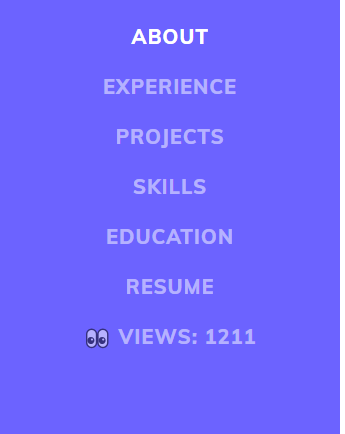 ABOUT
EXPERIENCE
PROJECTS
SKILLS
EDUCATION
RESUME
👀 VIEWS: 1211